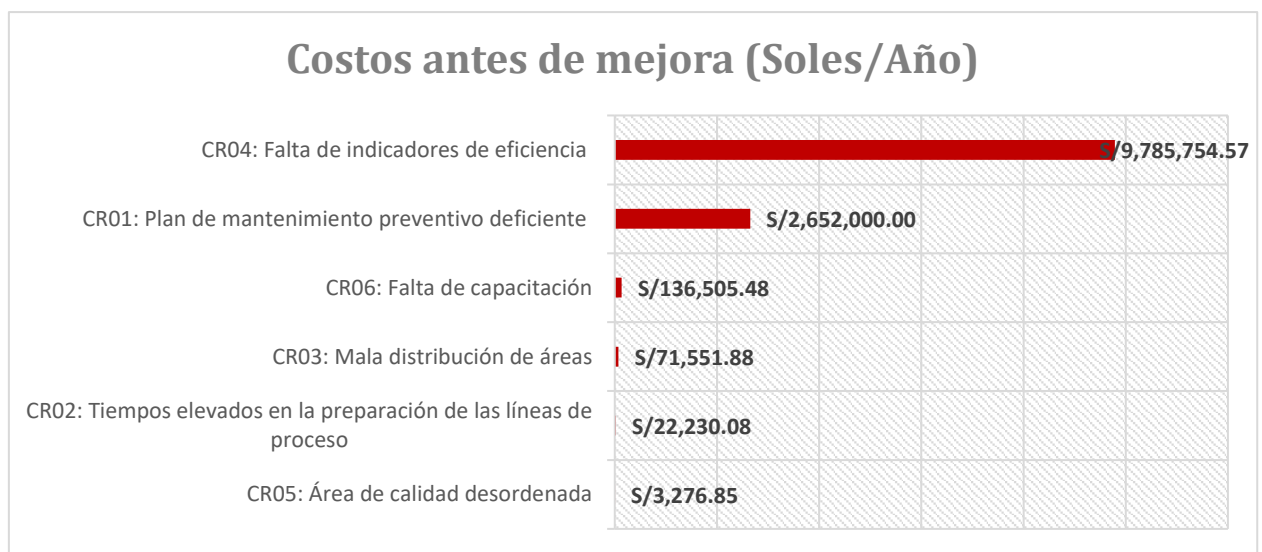 Costos antes de mejora (Soles/Año)
CR04: Falta de indicadores de eficiencia
S/9,785,754.57
CR01: Plan de mantenimiento preventivo deficiente
S/2,652,000.00
CR06: Falta de capacitación
S/136,505.48
CR03: Mala distribución de áreas
S/71,551.88
CR02: Tiempos elevados en la preparación de las líneas de
proceso
S/22,230.08
CR05: Área de calidad desordenada
S/3,276.85